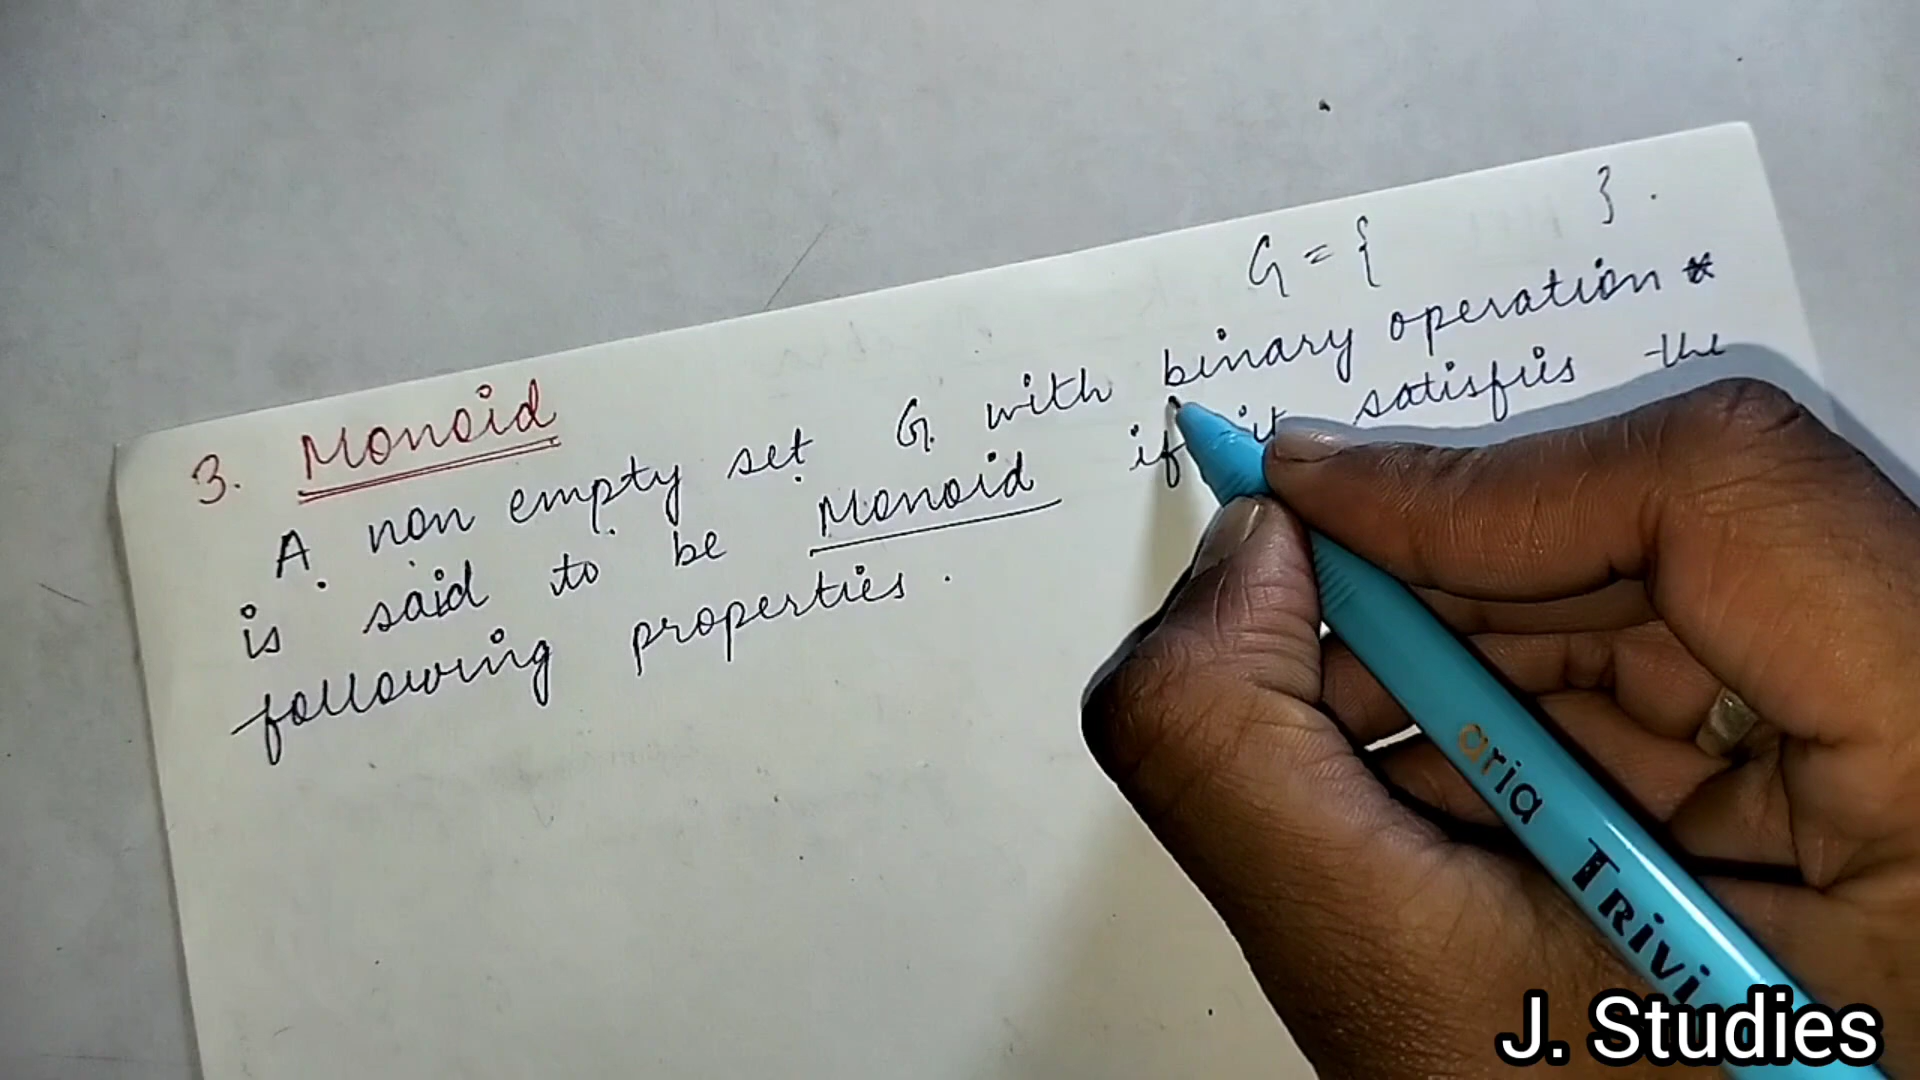 G = { } .
3. Monoid
A non empty set G with binary operation *
is said to be Monoid if it satisfies the
following properties .
aria TRIVI
J. Studies